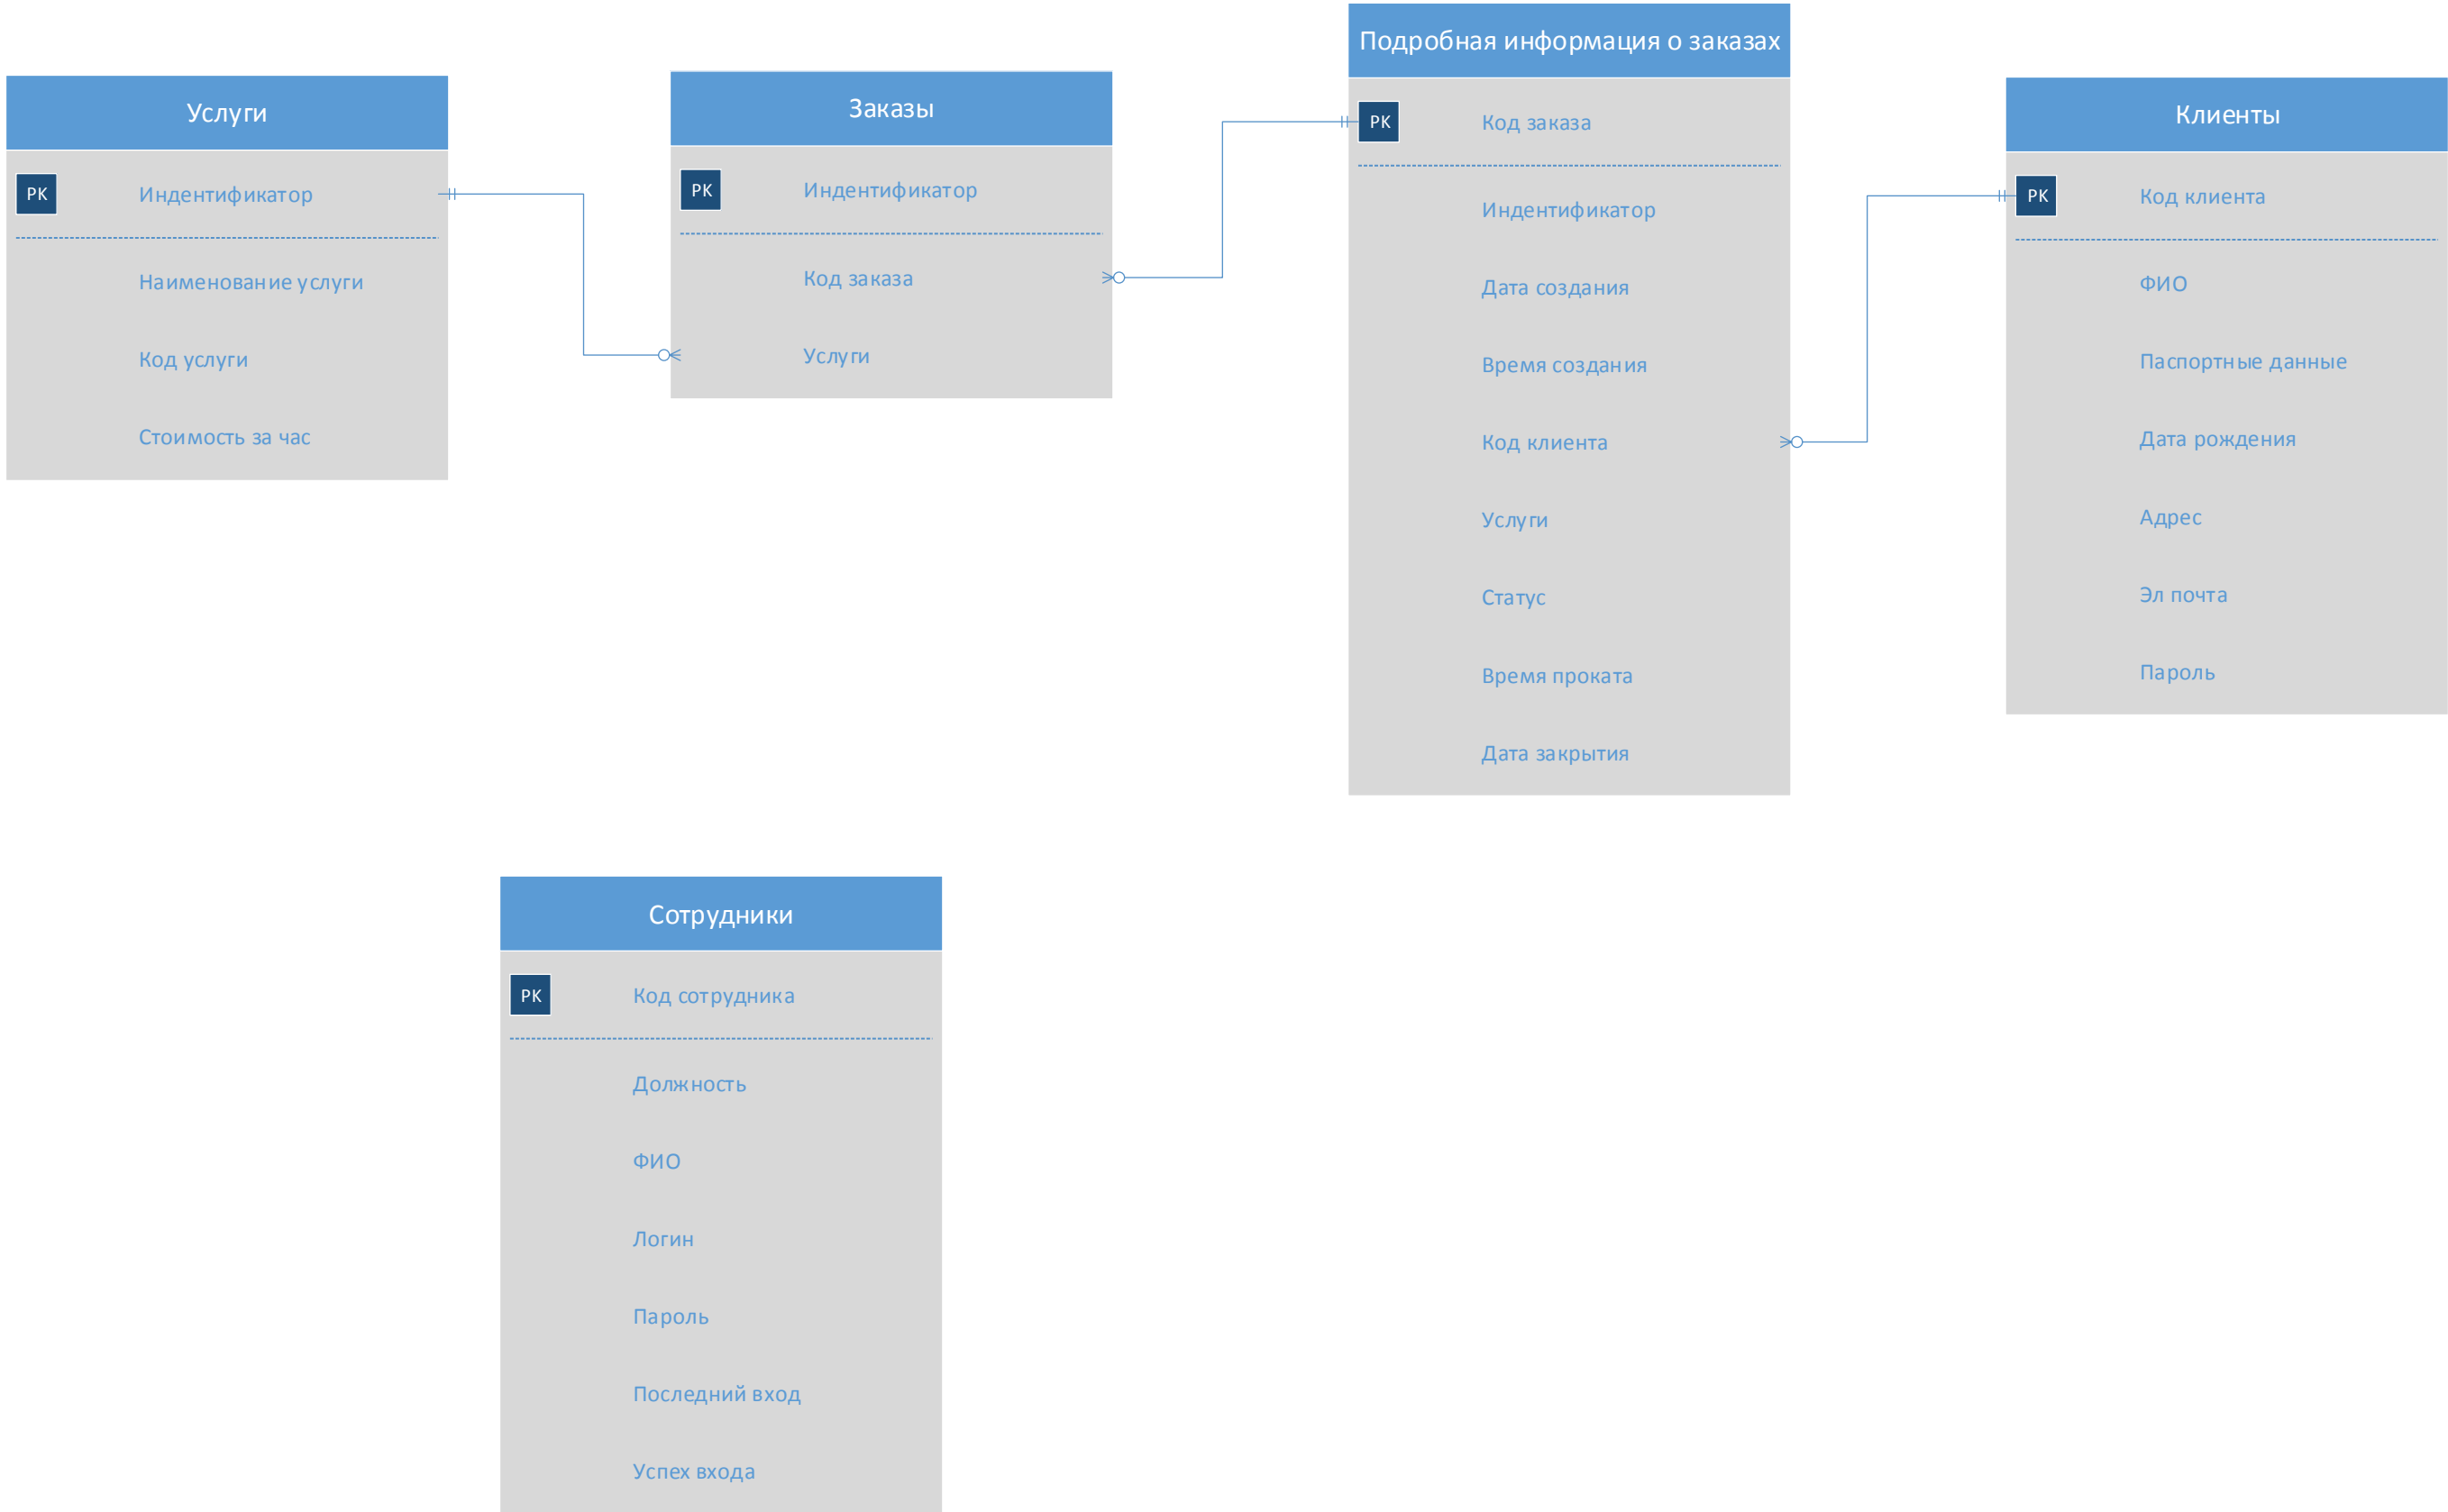 Услуги
PK
Индентификатор
Наименование услуги
Код услуги
Стоимость за час
Заказы
PK
Индентификатор
Код заказа
Услуги
Подробная информация о заказах
PK
Код заказа
Индентификатор
Дата создания
Время создания
Код клиента
Услуги
Статус
Время проката
Дата закрытия
Клиенты
PK
Код клиента
ФИО
Паспортные данные
Дата рождения
Адрес
Эл почта
Пароль
Сотрудники
PK
Код сотрудника
Должность
ФИО
Логин
Пароль
Последний вход
Успех входа